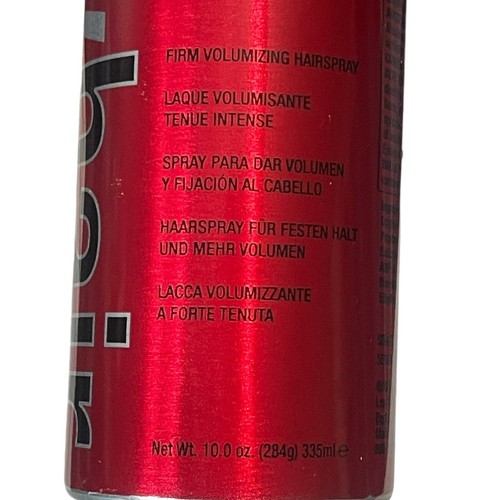 hair
FIRM VOLUMIZING HAIRSPRAY
LAQUE VOLUMISANTE
TENUE INTENSE
SPRAY PARA DAR VOLUMEN
Y FIJACIÓN AL CABELLO
HAARSPRAY FÜR FESTEN HALT
UND MEHR VOLUMEN
LACCA VOLUMIZZANTE
A FORTE TENUTA
Net Wt. 10.0 oz. (284g) 335ml e